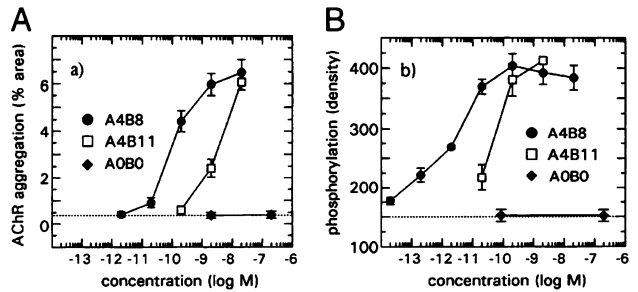 A
a)
AChR aggregation (% area)
6
4
2
0
A4B8
A4B11
A0B0
-13 -12 -11 -10 -9 -8 -7 -6
concentration (log M)
B
b)
phosphorylation (density)
400
300
200
100
A4B8
A4B11
A0B0
-13 -12 -11 -10 -9 -8 -7 -6
concentration (log M)